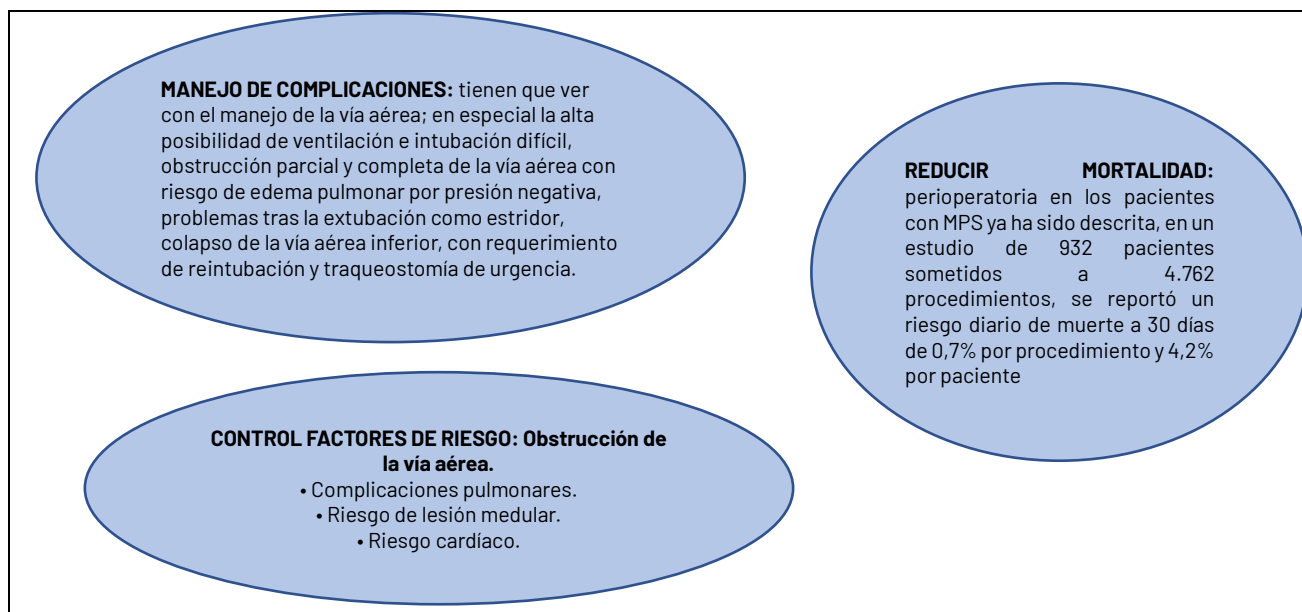 MANEJO DE COMPLICACIONES: tienen que ver
con el manejo de la vía aérea; en especial la alta
posibilidad de ventilación e intubación difícil,
obstrucción parcial y completa de la vía aérea con
riesgo de edema pulmonar por presión negativa,
problemas tras la extubación como estridor,
colapso de la vía aérea inferior, con requerimiento
de reintubación y traqueostomía de urgencia.
REDUCIR MORTALIDAD:
perioperatoria en los pacientes
con MPS ya ha sido descrita, en un
estudio de 932 pacientes
sometidos a 4.762
procedimientos, se reportó un
riesgo diario de muerte a 30 días
de 0,7% por procedimiento y 4,2%
por paciente
CONTROL FACTORES DE RIESGO: Obstrucción de
la vía aérea.
• Complicaciones pulmonares.
• Riesgo de lesión medular.
• Riesgo cardíaco.